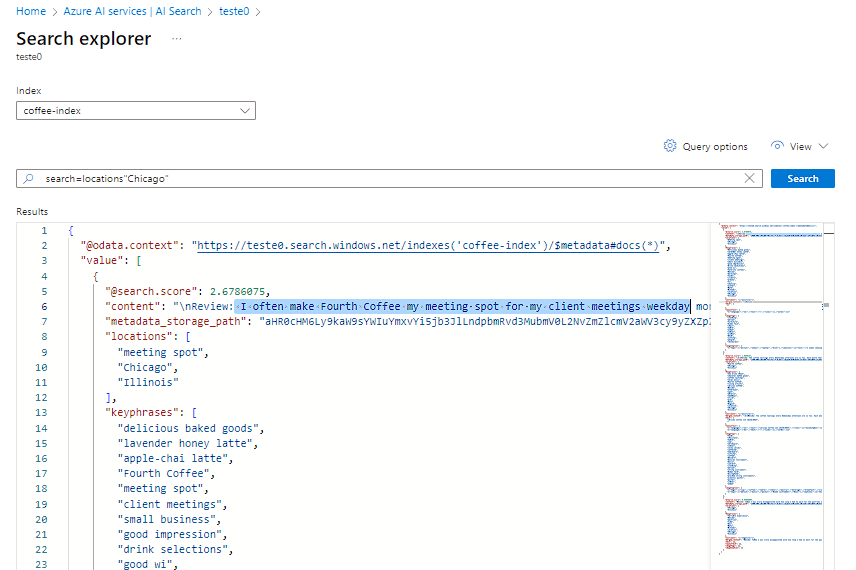 Home > Azure AI services | AI Search > teste0 >
Search explorer ...
teste0
Index
coffee-index
Query options View
search=locations"Chicago"
Search
Results
1 {
2 "@odata.context": "https://teste0.search.windows.net/indexes('coffee-index')/$metadata#docs(*)",
3 "value": [
4 {
5 "@search.score": 2.6786075,
6 "content": "\nReview: I often make Fourth Coffee my meeting spot for my client meetings weekday
7 "metadata_storage_path":
8 "locations": [
9 "meeting spot",
10 "Chicago",
11 "Illinois"
12 ],
13 "keyphrases": [
14 "delicious baked goods",
15 "lavender honey latte",
16 "apple-chai latte",
17 "Fourth Coffee",
18 "meeting spot",
19 "client meetings",
20 "small business",
21 "good impression",
22 "drink selections",
23 "good wi",